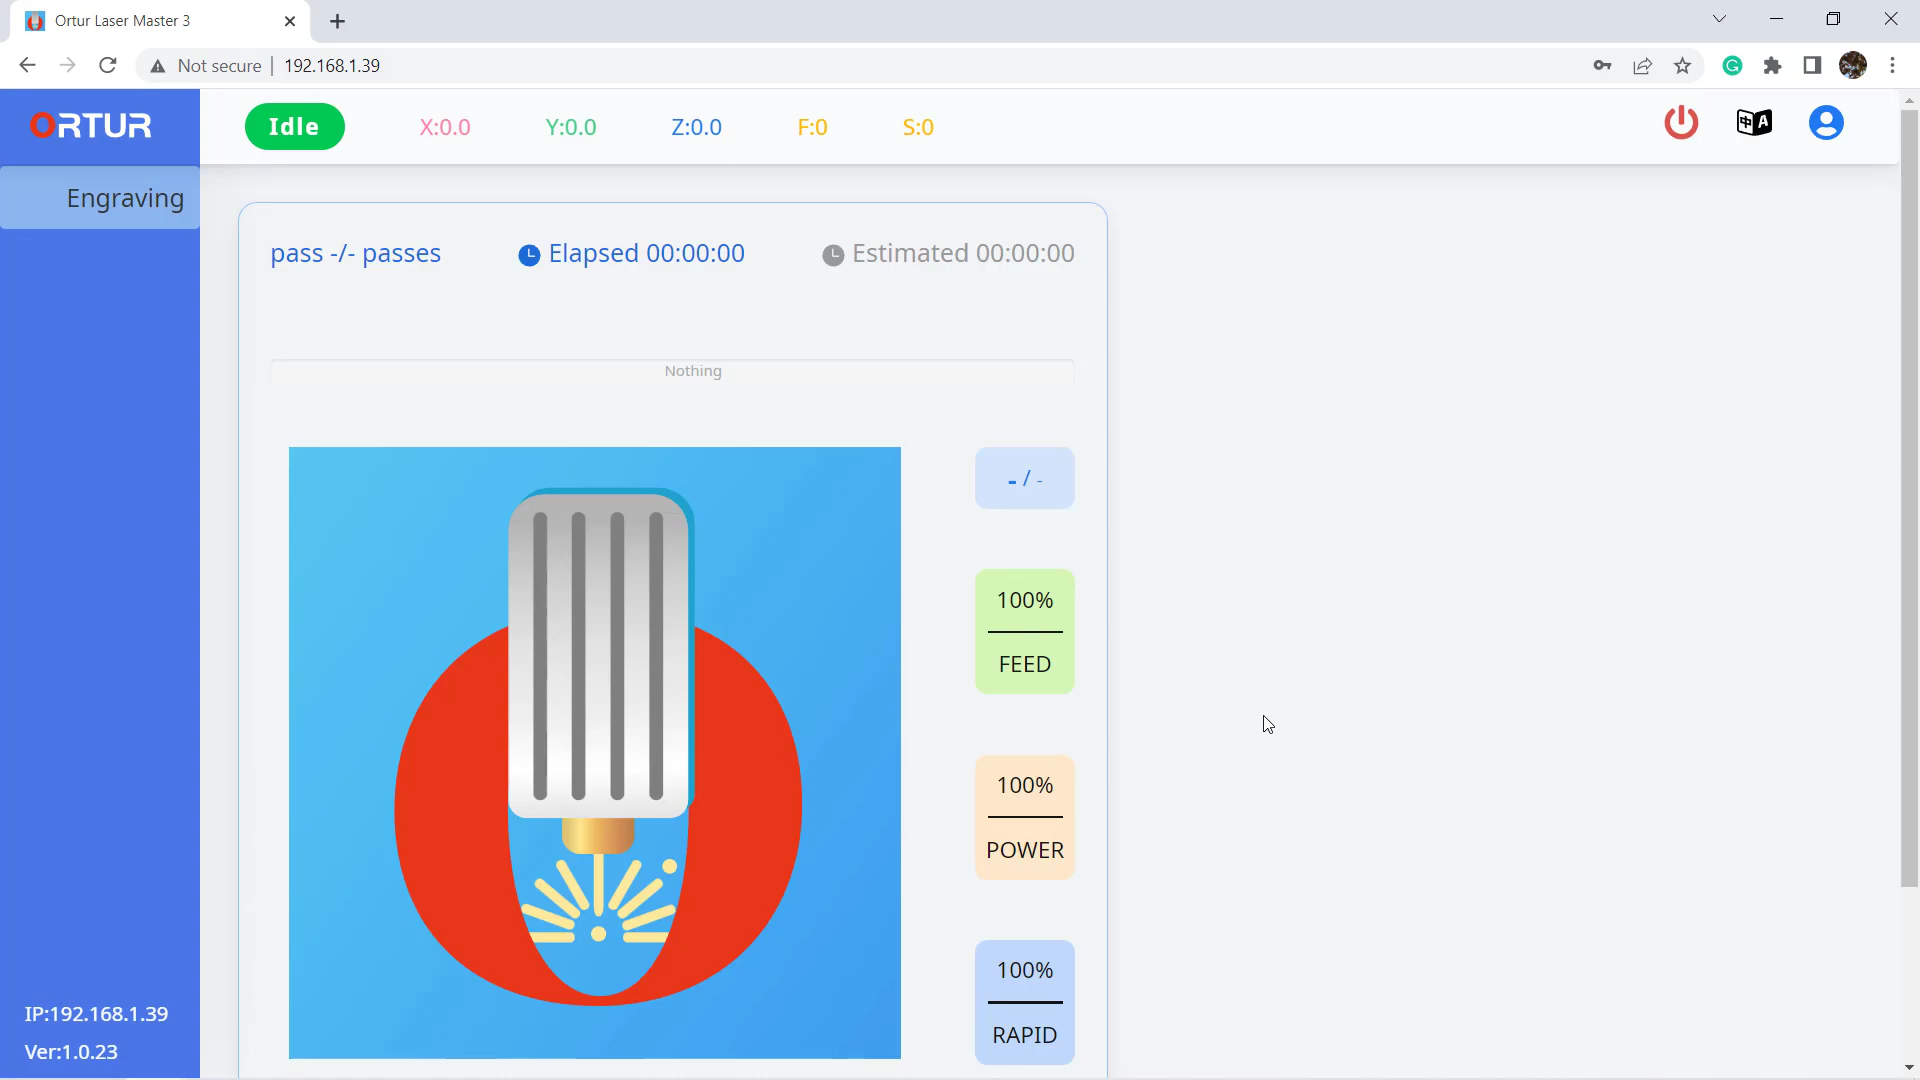 Ortur Laser Master 3
Not secure
192.168.1.39
ORTUR
Idle
X:0.0
Y:0.0
Z:0.0
F:0
S:0
中A
Engraving
pass -/- passes
Elapsed 00:00:00
Estimated 00:00:00
Nothing
- / -
100%
FEED
100%
POWER
100%
RAPID
IP:192.168.1.39
Ver:1.0.23